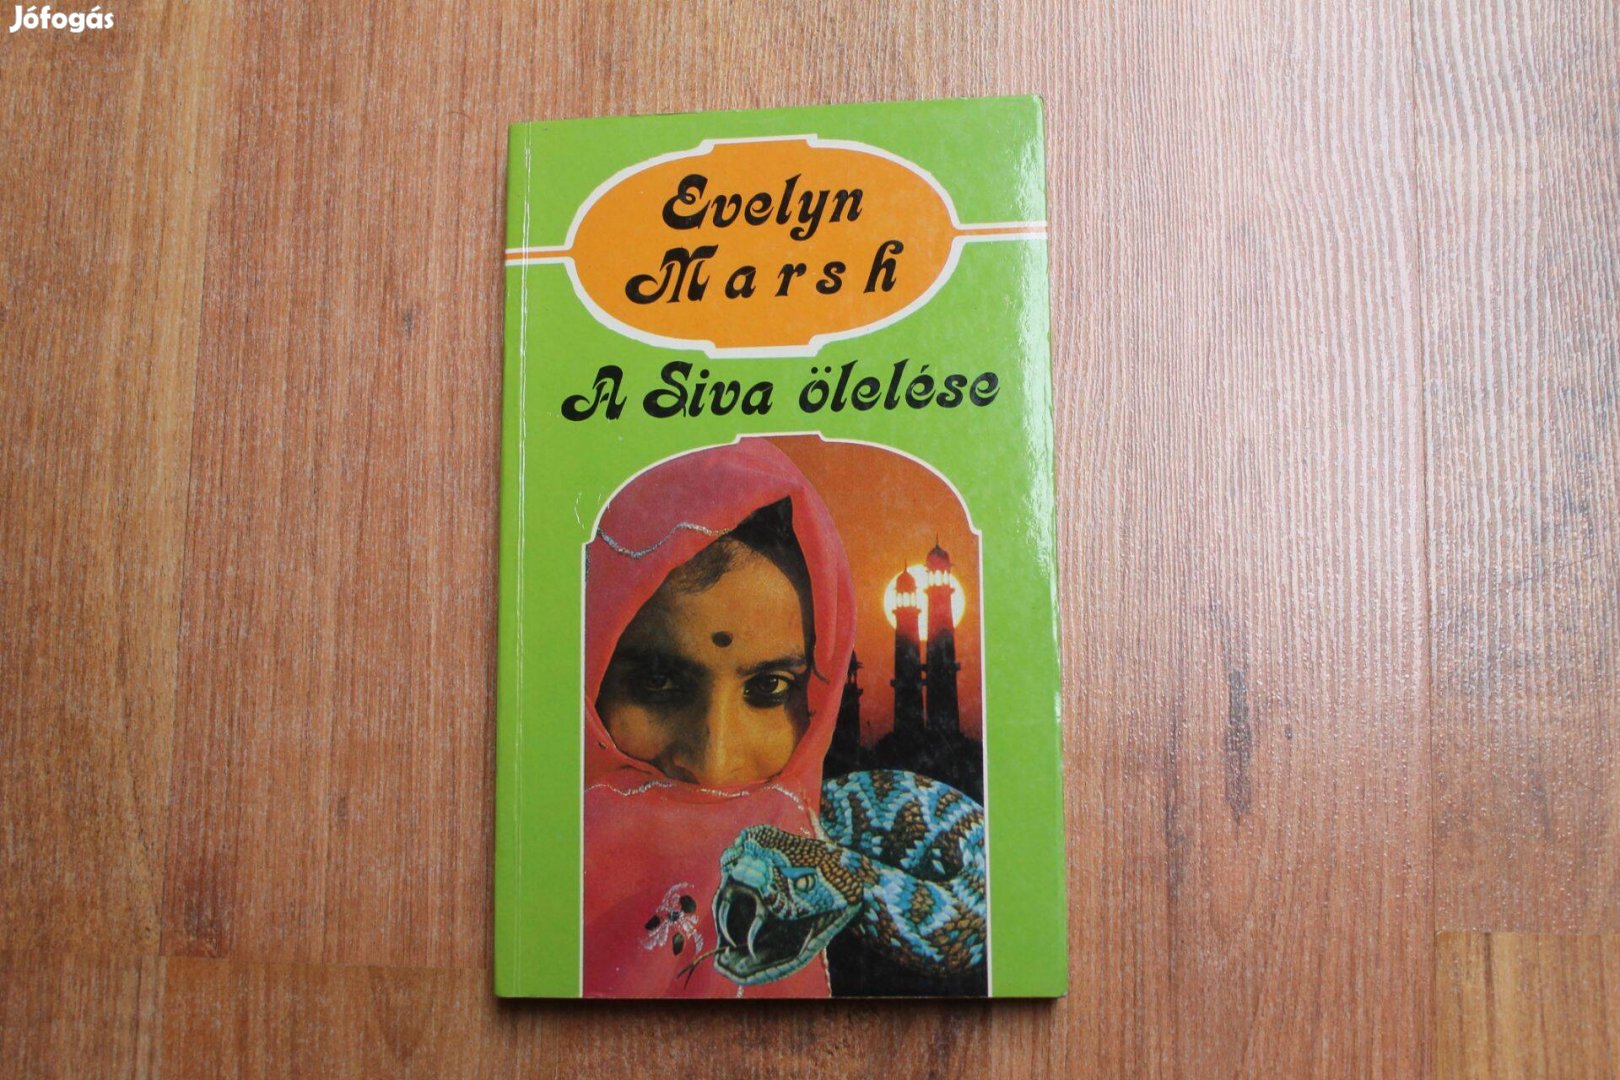 Jófogás
Evelyn
Marsh
A Siva ölelése